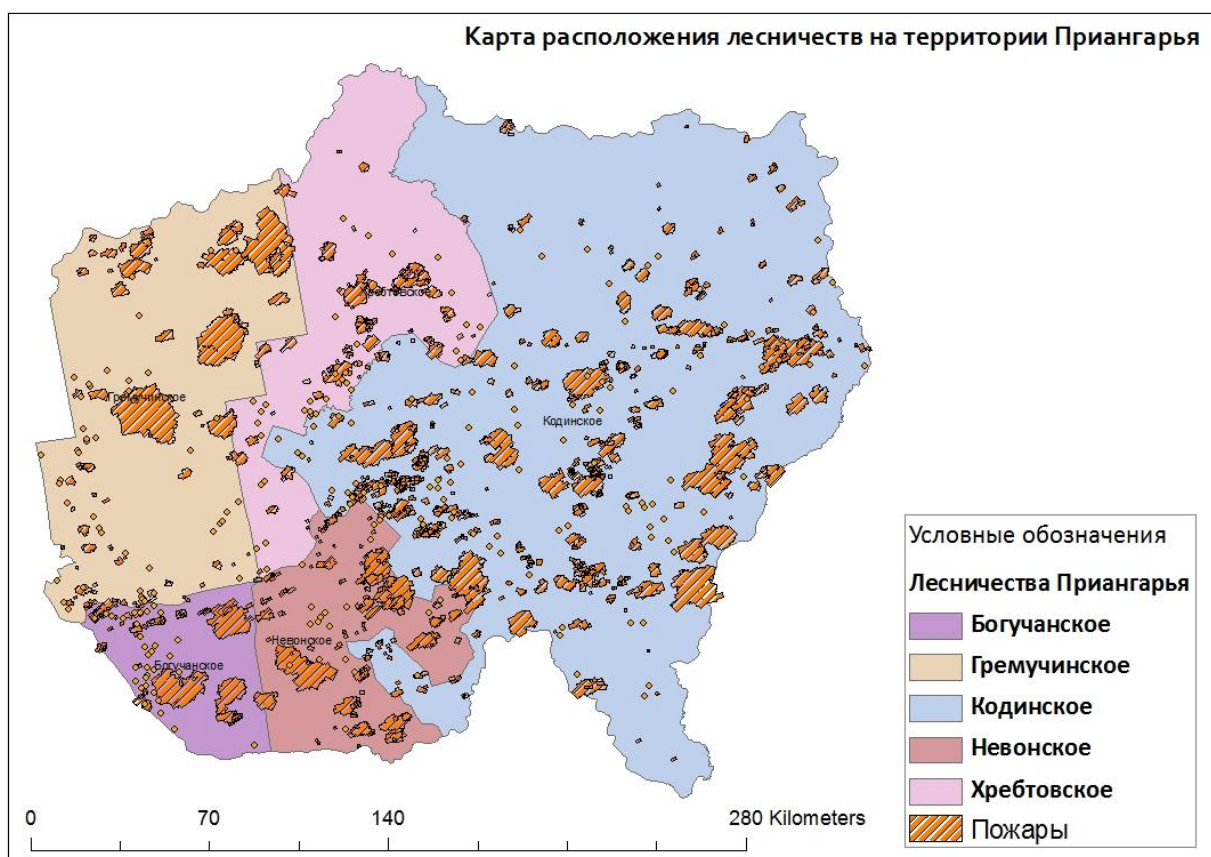 Карта расположения лесничеств на территории Приангарья
Хребтовское
Гремучинское
Кодинское
Невонское
Богучанское
Условные обозначения
Лесничества Приангарья
Богучанское
Гремучинское
Кодинское
Невонское
Хребтовское
Пожары
0 70 140 280 Kilometers